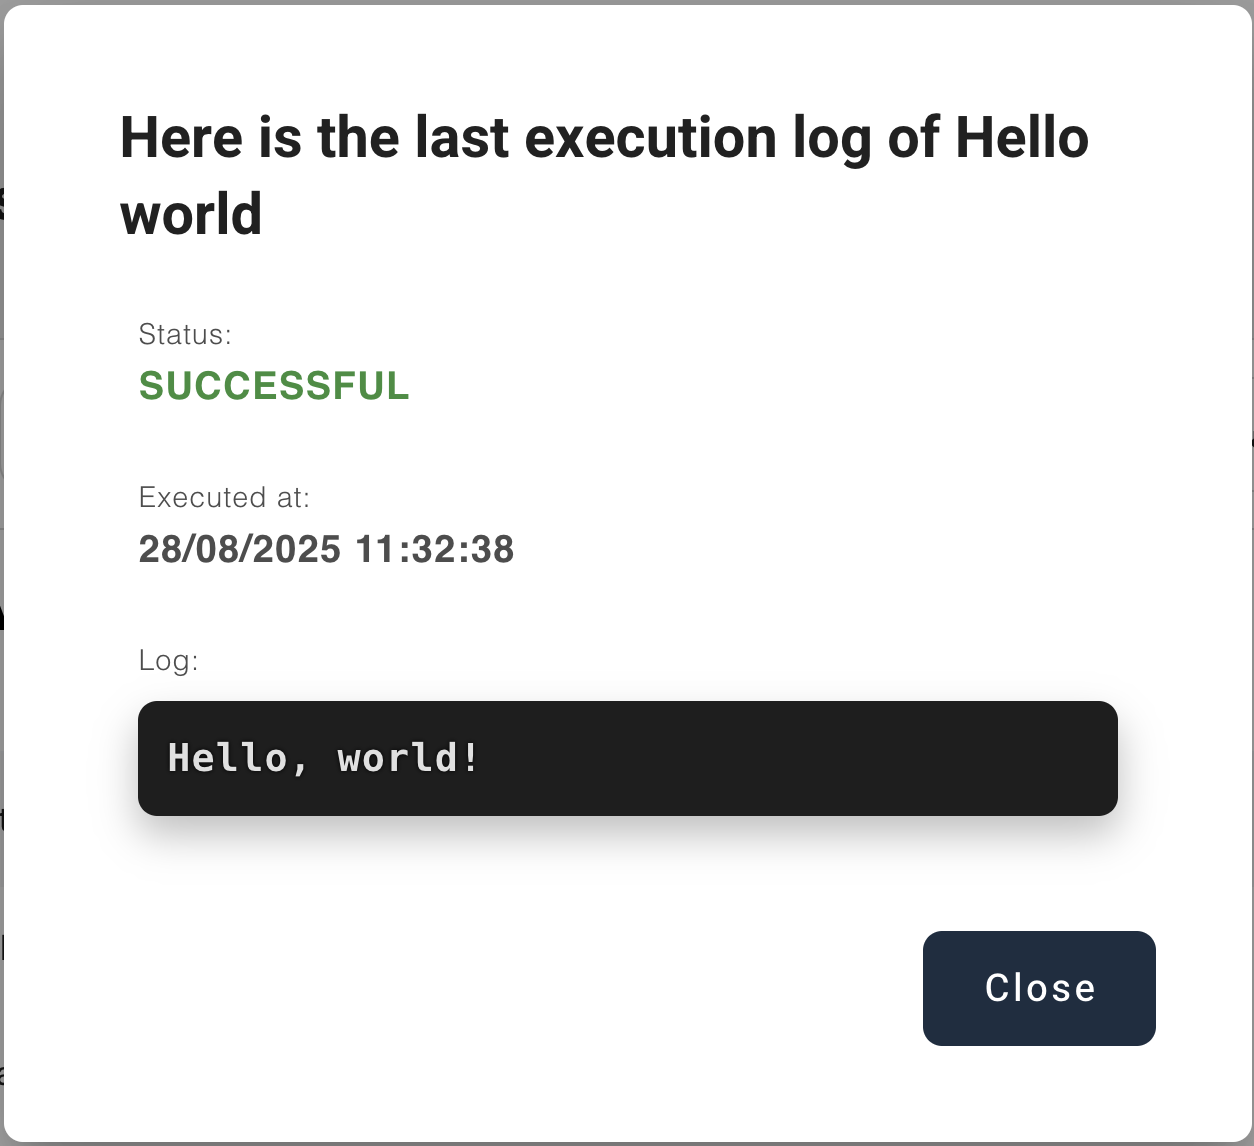 Here is the last execution log of Hello
world
Status:
SUCCESSFUL
Executed at:
28/08/2025 11:32:38
Log:
Hello, world!
Close